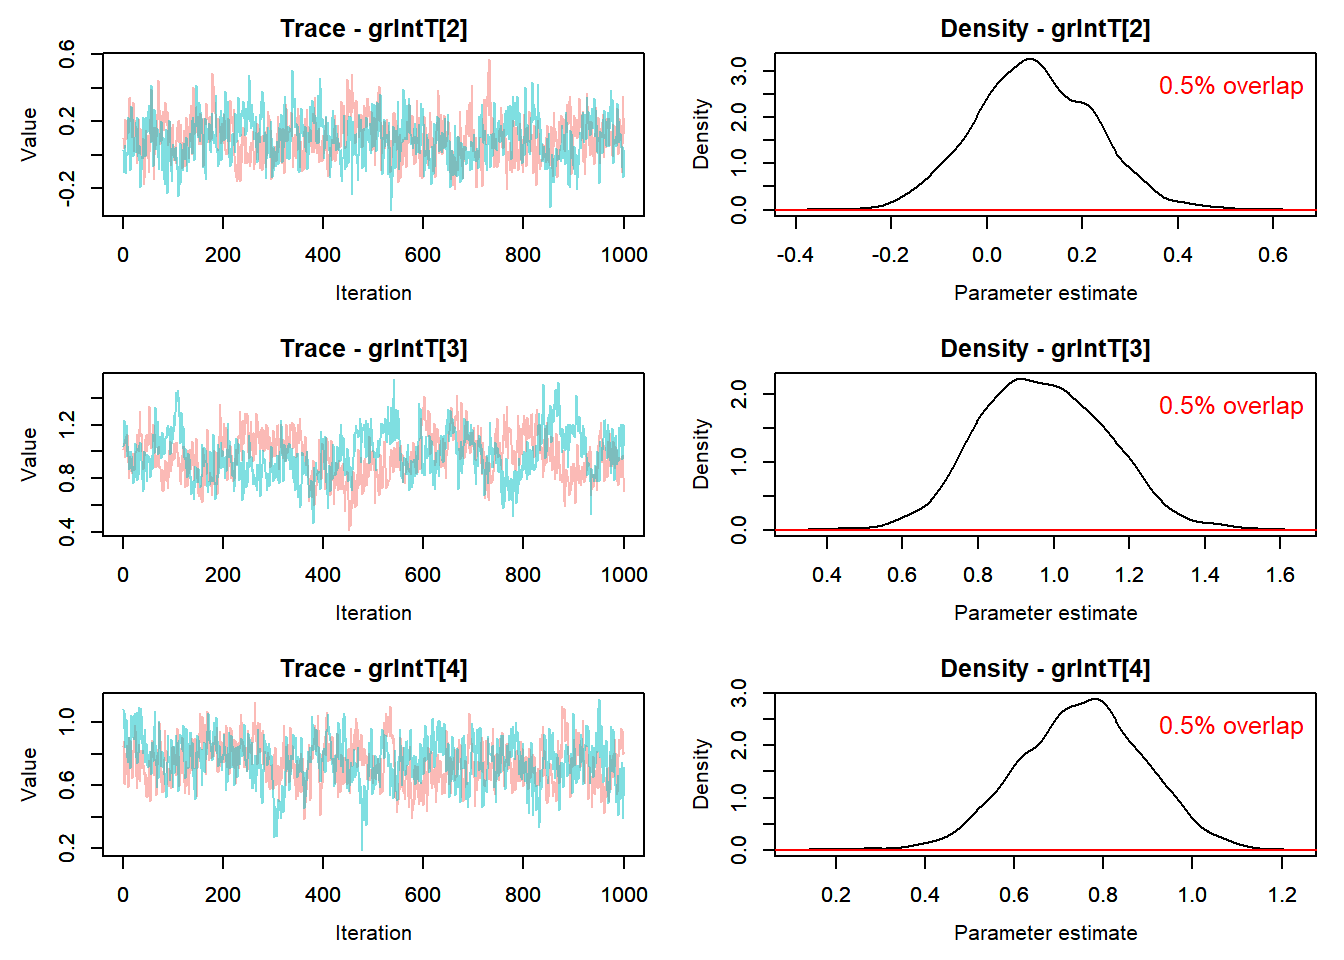 Trace - grIntT[2]
Value
-0.2 0.2 0.6
0 200 400 600 800 1000
Iteration
Density - grIntT[2]
0.5% overlap
Density
0.0 1.0 2.0 3.0
-0.4 -0.2 0.0 0.2 0.4 0.6
Parameter estimate
Trace - grIntT[3]
Value
0.4 0.8 1.2
0 200 400 600 800 1000
Iteration
Density - grIntT[3]
0.5% overlap
Density
0.0 1.0 2.0
0.4 0.6 0.8 1.0 1.2 1.4 1.6
Parameter estimate
Trace - grIntT[4]
Value
0.2 0.6 1.0
0 200 400 600 800 1000
Iteration
Density - grIntT[4]
0.5% overlap
Density
0.0 1.0 2.0 3.0
0.2 0.4 0.6 0.8 1.0 1.2
Parameter estimate